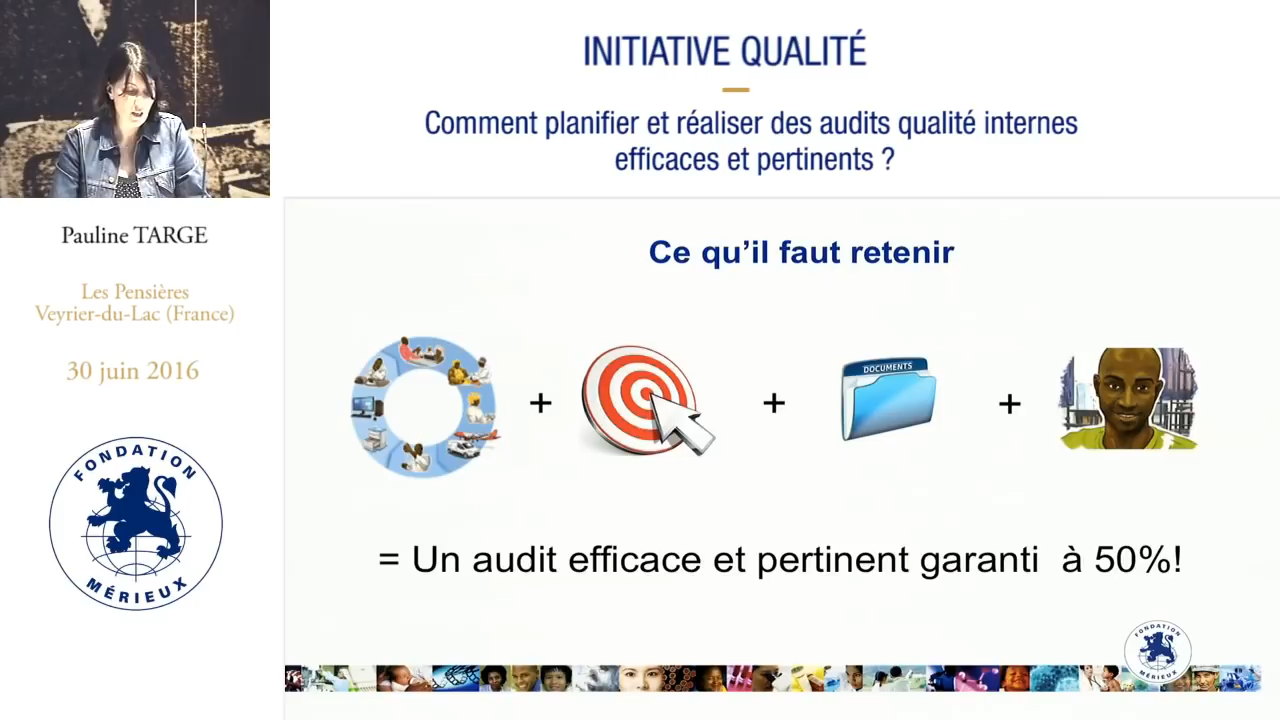 INITIATIVE QUALITÉ
Comment planifier et réaliser des audits qualité internes
efficaces et pertinents ?
Pauline TARGE
Les Pensières
Veyrier-du-Lac (France)
30 juin 2016
FONDATION
MÉRIEUX
Ce qu'il faut retenir
+
DOCUMENTS
+
+
= Un audit efficace et pertinent garanti à 50%!
FONDATION
MÉRIEUX